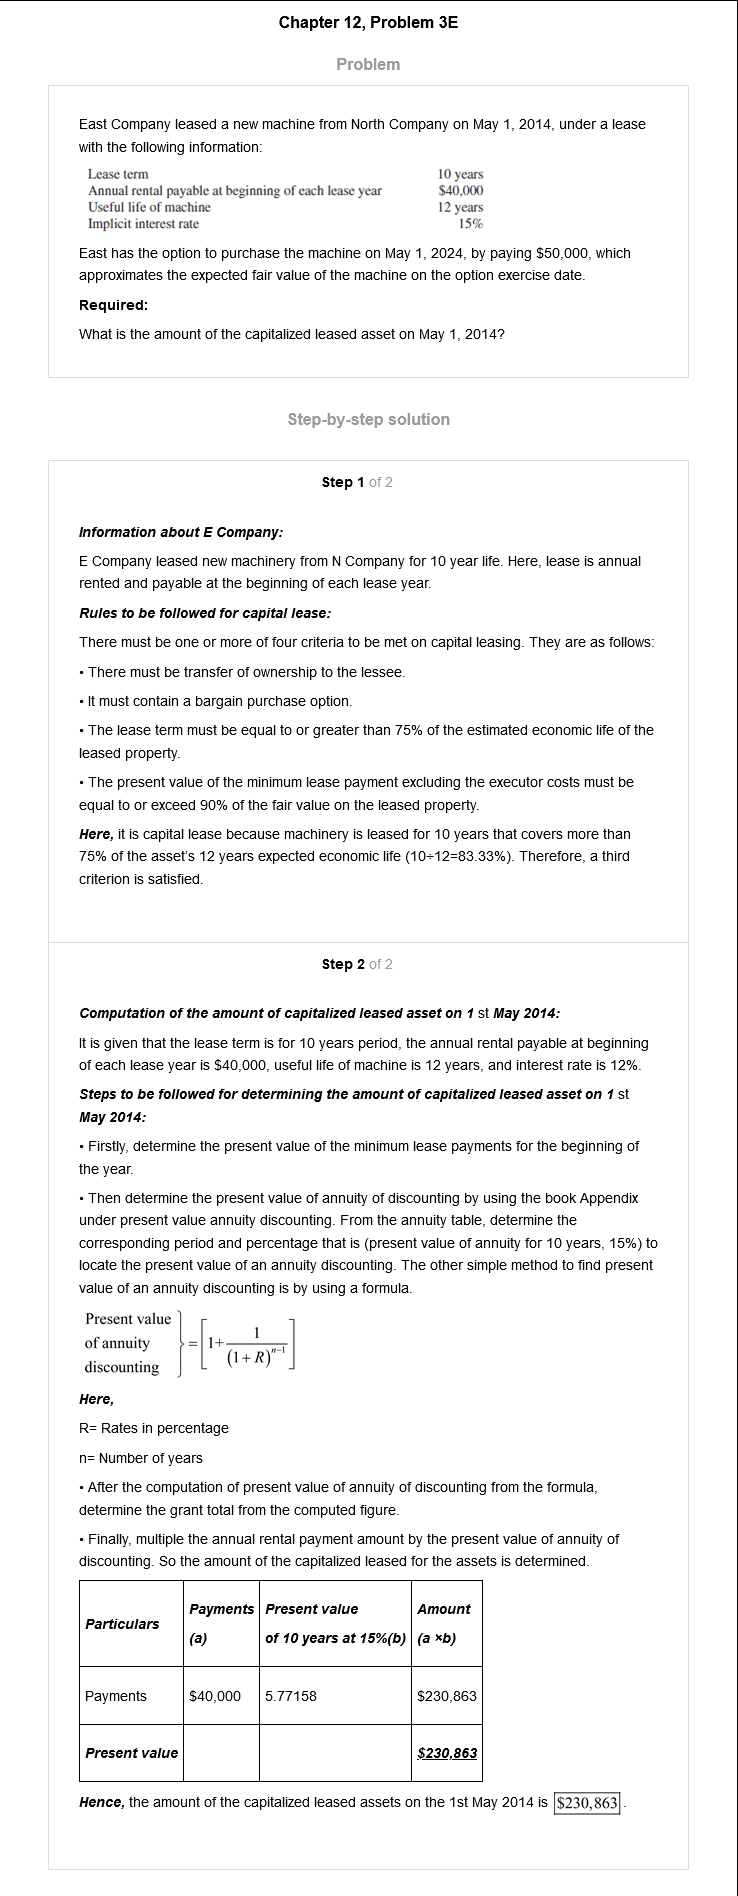 Chapter 12, Problem 3E
Problem
East Company leased a new machine from North Company on May 1, 2014, under a lease
with the following information:
Lease term 10 years
Annual rental payable at beginning of each lease year $40,000
Useful life of machine 12 years
Implicit interest rate 15%
East has the option to purchase the machine on May 1, 2024, by paying $50,000, which
approximates the expected fair value of the machine on the option exercise date.
Required:
What is the amount of the capitalized leased asset on May 1, 2014?
Step-by-step solution
Step 1 of 2
Information about E Company:
E Company leased new machinery from N Company for 10 year life. Here, lease is annual
rented and payable at the beginning of each lease year.
Rules to be followed for capital lease:
There must be one or more of four criteria to be met on capital leasing. They are as follows:
• There must be transfer of ownership to the lessee.
• It must contain a bargain purchase option.
• The lease term must be equal to or greater than 75% of the estimated economic life of the
leased property.
• The present value of the minimum lease payment excluding the executor costs must be
equal to or exceed 90% of the fair value on the leased property.
Here, it is capital lease because machinery is leased for 10 years that covers more than
75% of the asset's 12 years expected economic life (10÷12=83.33%). Therefore, a third
criterion is satisfied.
Step 2 of 2
Computation of the amount of capitalized leased asset on 1 st May 2014:
It is given that the lease term is for 10 years period, the annual rental payable at beginning
of each lease year is $40,000, useful life of machine is 12 years, and interest rate is 12%.
Steps to be followed for determining the amount of capitalized leased asset on 1 st
May 2014:
• Firstly, determine the present value of the minimum lease payments for the beginning of
the year.
• Then determine the present value of annuity of discounting by using the book Appendix
under present value annuity discounting. From the annuity table, determine the
corresponding period and percentage that is (present value of annuity for 10 years, 15%) to
locate the present value of an annuity discounting. The other simple method to find present
value of an annuity discounting is by using a formula.
Present value
of annuity
discounting } = [1+ 1/(1+R)^(n-1)]
Here,
R= Rates in percentage
n= Number of years
• After the computation of present value of annuity of discounting from the formula,
determine the grant total from the computed figure.
• Finally, multiple the annual rental payment amount by the present value of annuity of
discounting. So the amount of the capitalized leased for the assets is determined.
Particulars Payments (a) Present value of 10 years at 15%(b) Amount (a ×b)
Payments $40,000 5.77158 $230,863
Present value $230,863
Hence, the amount of the capitalized leased assets on the 1st May 2014 is $230,863.